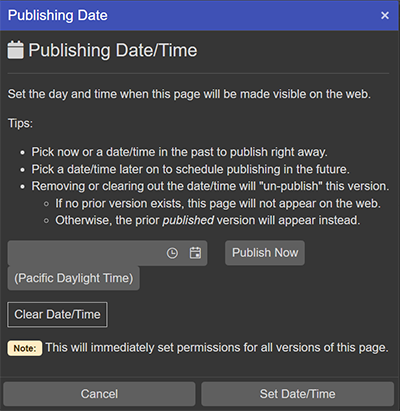 Publishing Date
Publishing Date/Time
Set the day and time when this page will be made visible on the web.
Tips:
Pick now or a date/time in the past to publish right away.
Pick a date/time later on to schedule publishing in the future.
Removing or clearing out the date/time will "un-publish" this version.
If no prior version exists, this page will not appear on the web.
Otherwise, the prior published version will appear instead.
Publish Now
(Pacific Daylight Time)
Clear Date/Time
Note: This will immediately set permissions for all versions of this page.
Cancel Set Date/Time